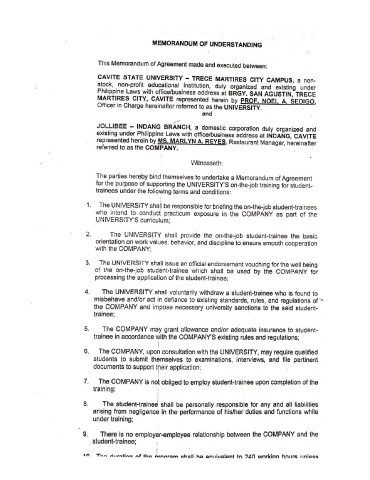 MEMORANDUM OF UNDERSTANDING
This Memorandum of Agreement made and executed between:
CAVITE STATE UNIVERSITY – TRECE MARTIRES CITY CAMPUS, a non-
stock, non-profit educational institution, duly organized and existing under
Philippine Laws with office/business address at BRGY. SAN AGUSTIN, TRECE
MARTIRES CITY, CAVITE represented herein by PROF. NOEL A. SEDIGO,
Officer in Charge hereinafter referred to as the UNIVERSITY.
and
JOLLIBEE – INDANG BRANCH, a domestic corporation duly organized and
existing under Philippine Laws with office/business address at INDANG, CAVITE
represented herein by MS. MARLYN A. REYES, Restaurant Manager, hereinafter
referred to as the COMPANY.
Witnesseth:
The parties hereby bind themselves to undertake a Memorandum of Agreement
for the purpose of supporting the UNIVERSITY'S on-the-job training for student-
trainees under the following terms and conditions:
1. The UNIVERSITY shall be responsible for briefing the on-the-job student-trainees
who intend to conduct practicum exposure in the COMPANY as part of the
UNIVERSITY'S curriculum;
2. The UNIVERSITY shall provide the on-the-job student-trainee the basic
orientation on work values, behavior, and discipline to ensure smooth cooperation
with the COMPANY;
3. The UNIVERSITY shall issue an official endorsement vouching for the well being
of the on-the-job student-trainee which shall be used by the COMPANY for
processing the application of the student-trainee;
4. The UNIVERSITY shall voluntarily withdraw a student-trainee who is found to
misbehave and/or act in defiance to existing standards, rules, and regulations of
the COMPANY and impose necessary university sanctions to the said student-
trainee;
5. The COMPANY may grant allowance and/or adequate insurance to student-
trainee in accordance with the COMPANY'S existing rules and regulations;
6. The COMPANY, upon consultation with the UNIVERSITY, may require qualified
students to submit themselves to examinations, interviews, and file pertinent
documents to support their application;
7. The COMPANY is not obliged to employ student-trainee upon completion of the
training;
8. The student-trainee shall be personally responsible for any and all liabilities
arising from negligence in the performance of his/her duties and functions while
under training;
9. There is no employer-employee relationship between the COMPANY and the
student-trainee;
10. The duration of the program shall be equivalent to 240 working hours unless